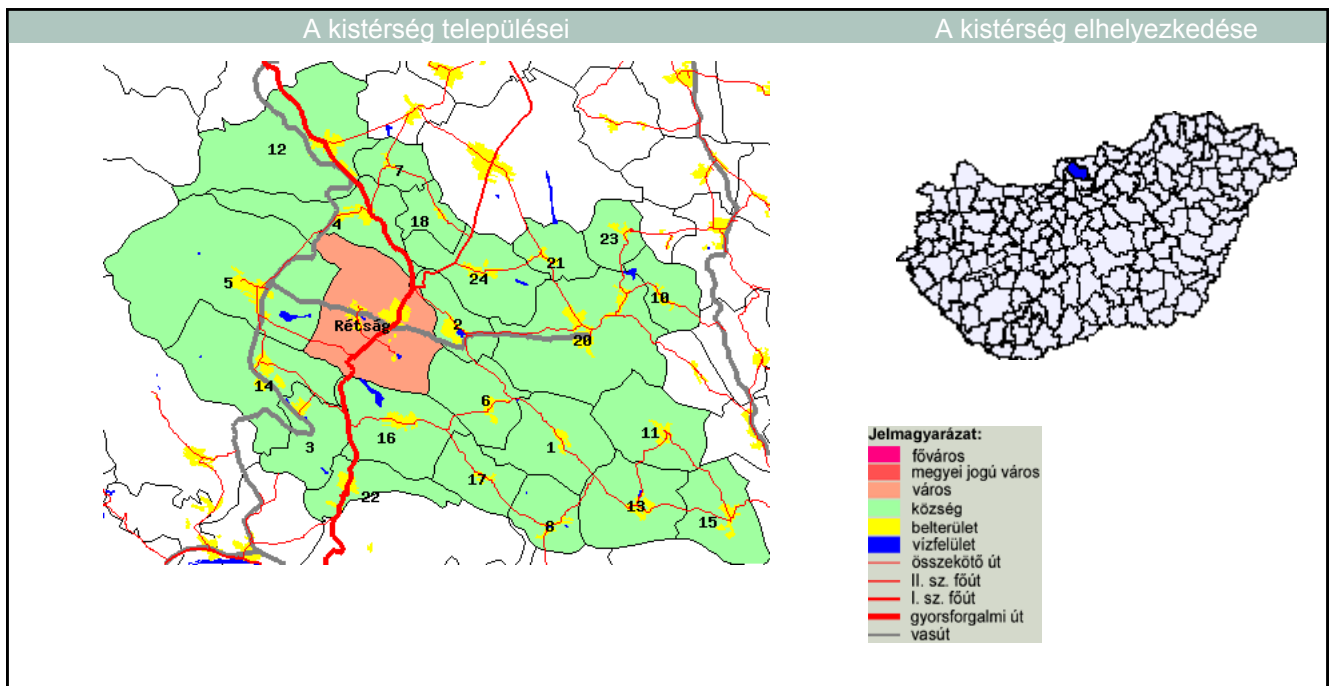 A kistérség települései
A kistérség elhelyezkedése
12
7
4
18
23
21
5
24
10
Rétság
2
20
14
6
11
3
16
1
17
22
13
15
8
Jelmagyarázat:
főváros
megyei jogú város
város
község
belterület
vízfelület
összekötő út
II. sz. főút
I. sz. főút
gyorsforgalmi út
vasút